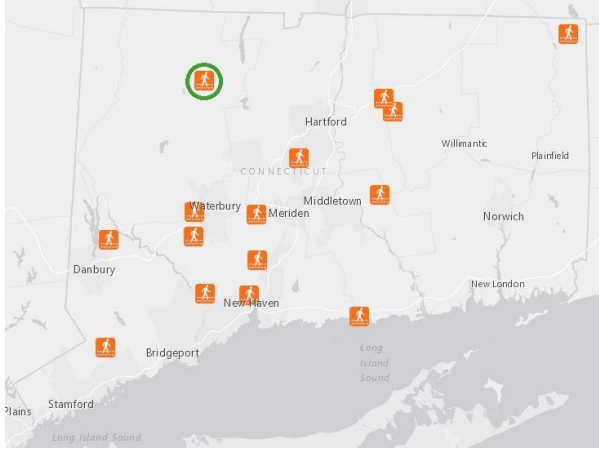 Hartford
Willimantic
Plainfield
CONNECTICUT
Waterbury
Meriden
Middletown
Norwich
Danbury
New London
New Haven
Bridgeport
Long
Island
Sound
Stamford
Plains
Long Island Sound